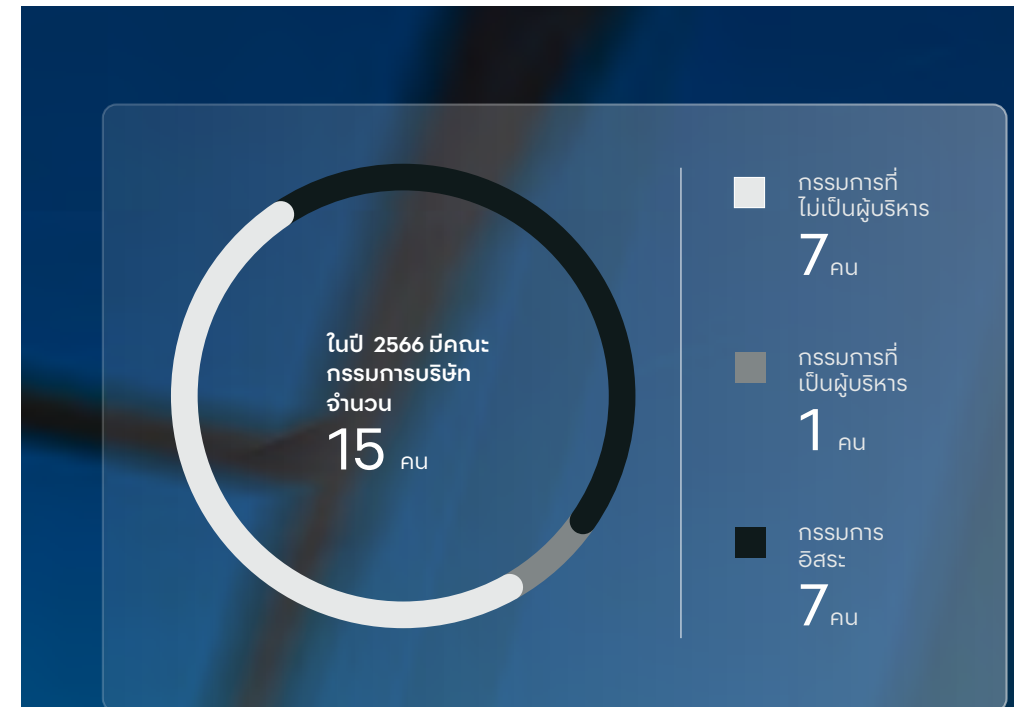 ในปี 2566 มีคณะ
กรรมการบริษัท
จำนวน
15 คน
กรรมการที่
ไม่เป็นผู้บริหาร
7 คน
กรรมการที่
เป็นผู้บริหาร
1 คน
กรรมการ
อิสระ
7 คน